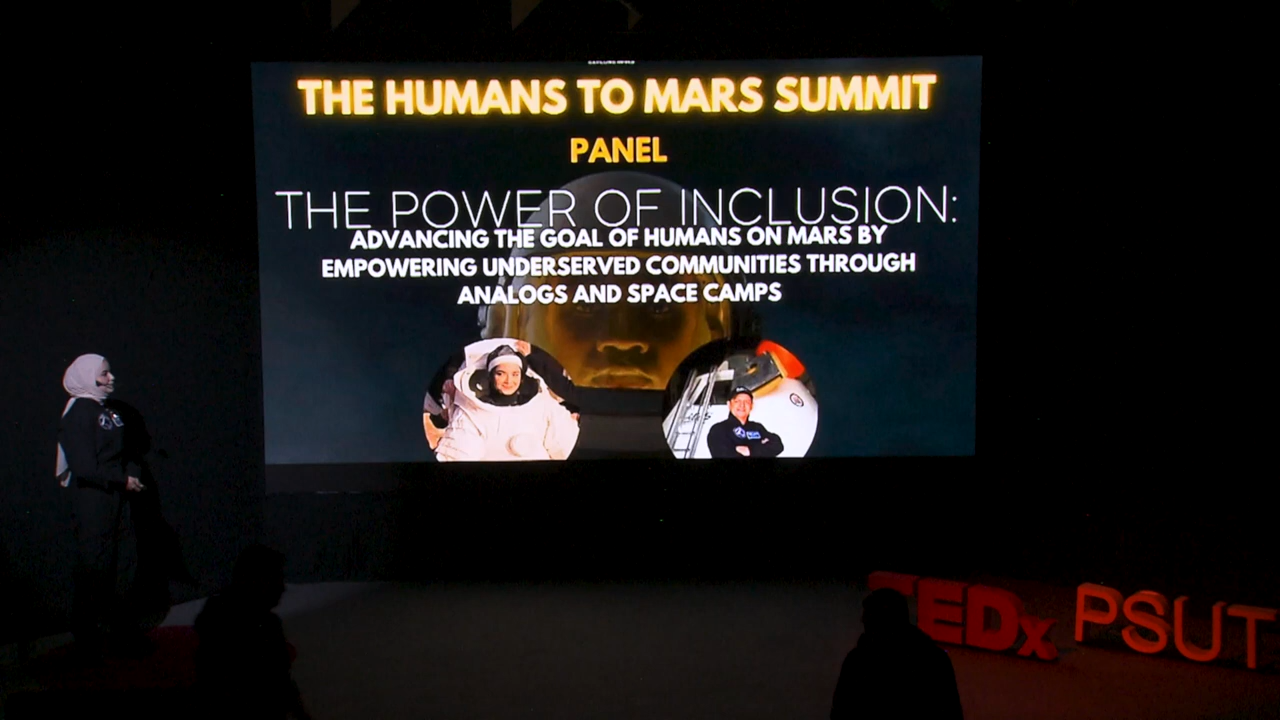 THE HUMANS TO MARS SUMMIT
PANEL
THE POWER OF INCLUSION:
ADVANCING THE GOAL OF HUMANS ON MARS BY
EMPOWERING UNDERSERVED COMMUNITIES THROUGH
ANALOGS AND SPACE CAMPS
TEDx PSUT